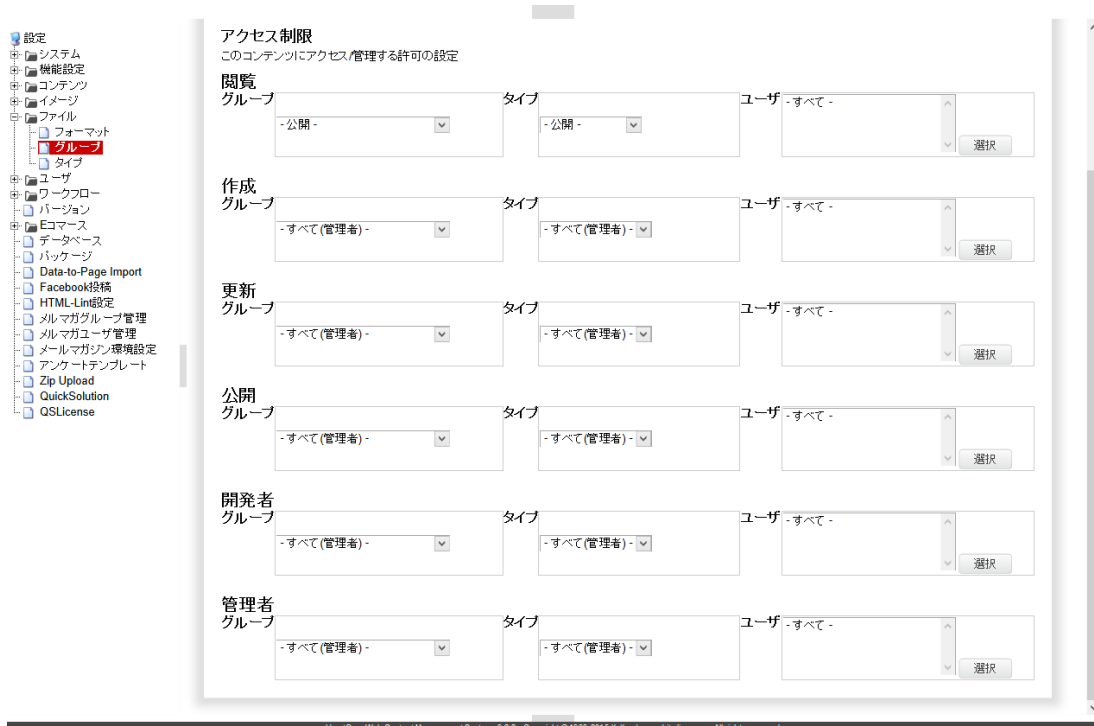 設定
システム
機能設定
コンテンツ
イメージ
ファイル
フォーマット
グループ
タイプ
ユーザ
ワークフロー
バージョン
Eコマース
データベース
パッケージ
Data-to-Page Import
Facebook投稿
HTML-Lint設定
メルマガグループ管理
メルマガユーザ管理
メールマガジン環境設定
アンケートテンプレート
Zip Upload
QuickSolution
QSLicense
アクセス制限
このコンテンツにアクセス/管理する許可の設定
閲覧
グループ タイプ ユーザ - すべて -
- 公開 - - 公開 -
選択
作成
グループ タイプ ユーザ - すべて -
- すべて(管理者) - - すべて(管理者) -
選択
更新
グループ タイプ ユーザ - すべて -
- すべて(管理者) - - すべて(管理者) -
選択
公開
グループ タイプ ユーザ - すべて -
- すべて(管理者) - - すべて(管理者) -
選択
開発者
グループ タイプ ユーザ - すべて -
- すべて(管理者) - - すべて(管理者) -
選択
管理者
グループ タイプ ユーザ - すべて -
- すべて(管理者) - - すべて(管理者) -
選択